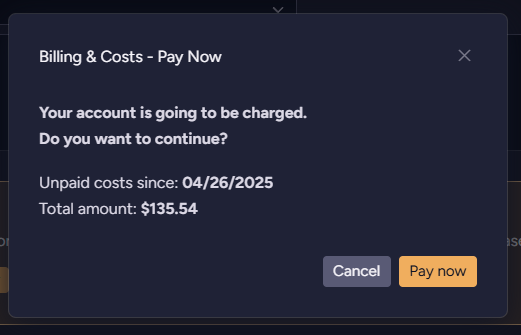 Billing & Costs - Pay Now
Your account is going to be charged.
Do you want to continue?
Unpaid costs since: 04/26/2025
Total amount: $135.54
Cancel
Pay now